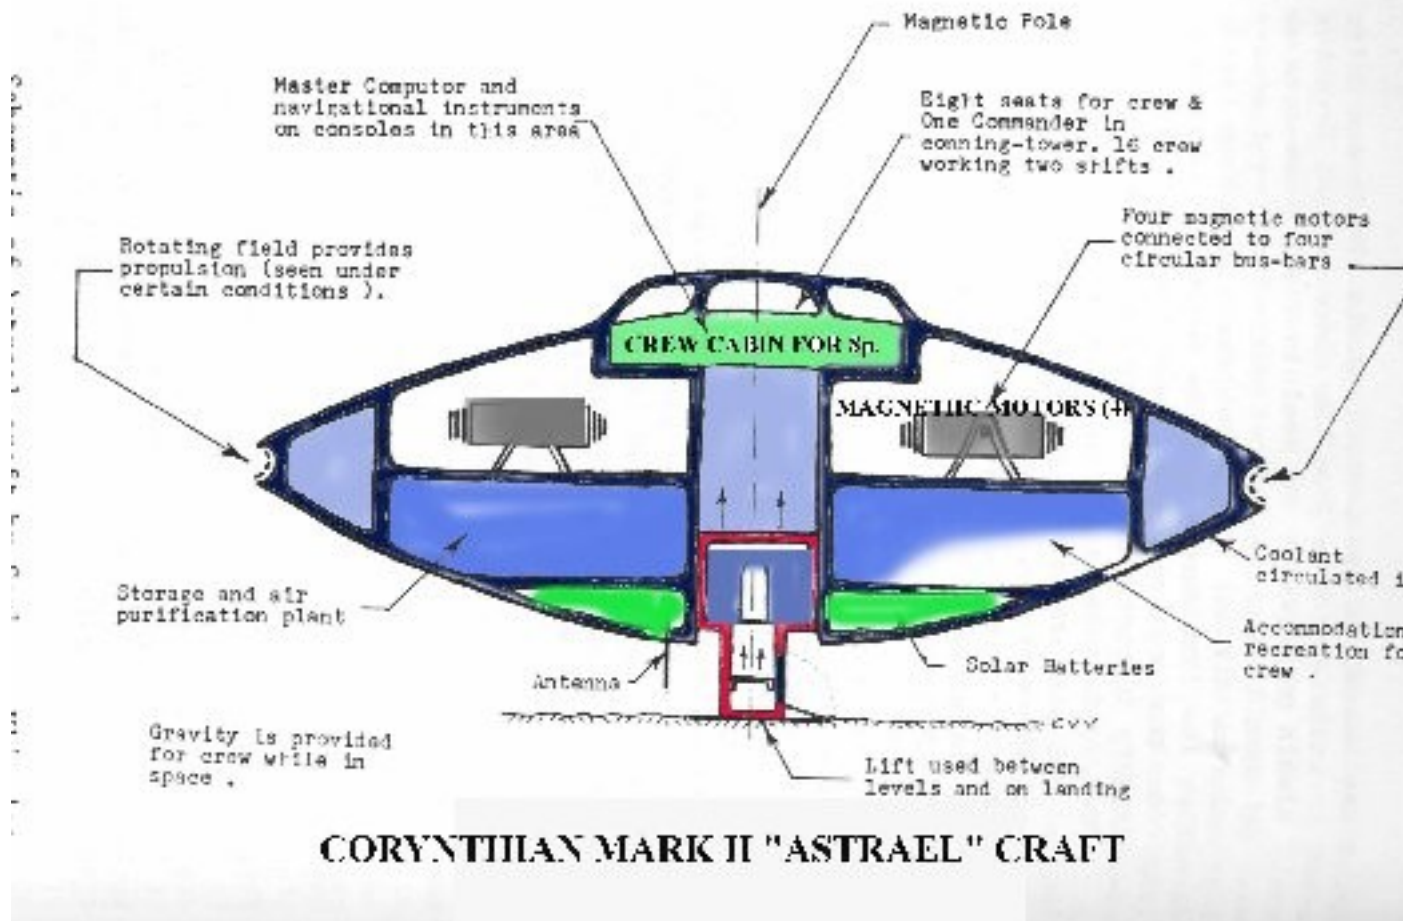 Magnetic Pole
Master Computor and
navigational instruments
on consoles in this area
Eight seats for crew &
One Commander in
conning-tower. 16 crew
working two shifts .
Four magnetic motors
connected to four
circular bus-bars .
Rotating field provides
propulsion (seen under
certain conditions ).
CREW CABIN FOR 8p.
MAGNETIC MOTORS (4)
Storage and air
purification plant
Coolant
circulated i
Accommodation
recreation fo
crew .
Solar Batteries
Antenna
Gravity is provided
for crew while in
space .
Lift used between
levels and on landing
CORYNTHIAN MARK II "ASTRAEL" CRAFT